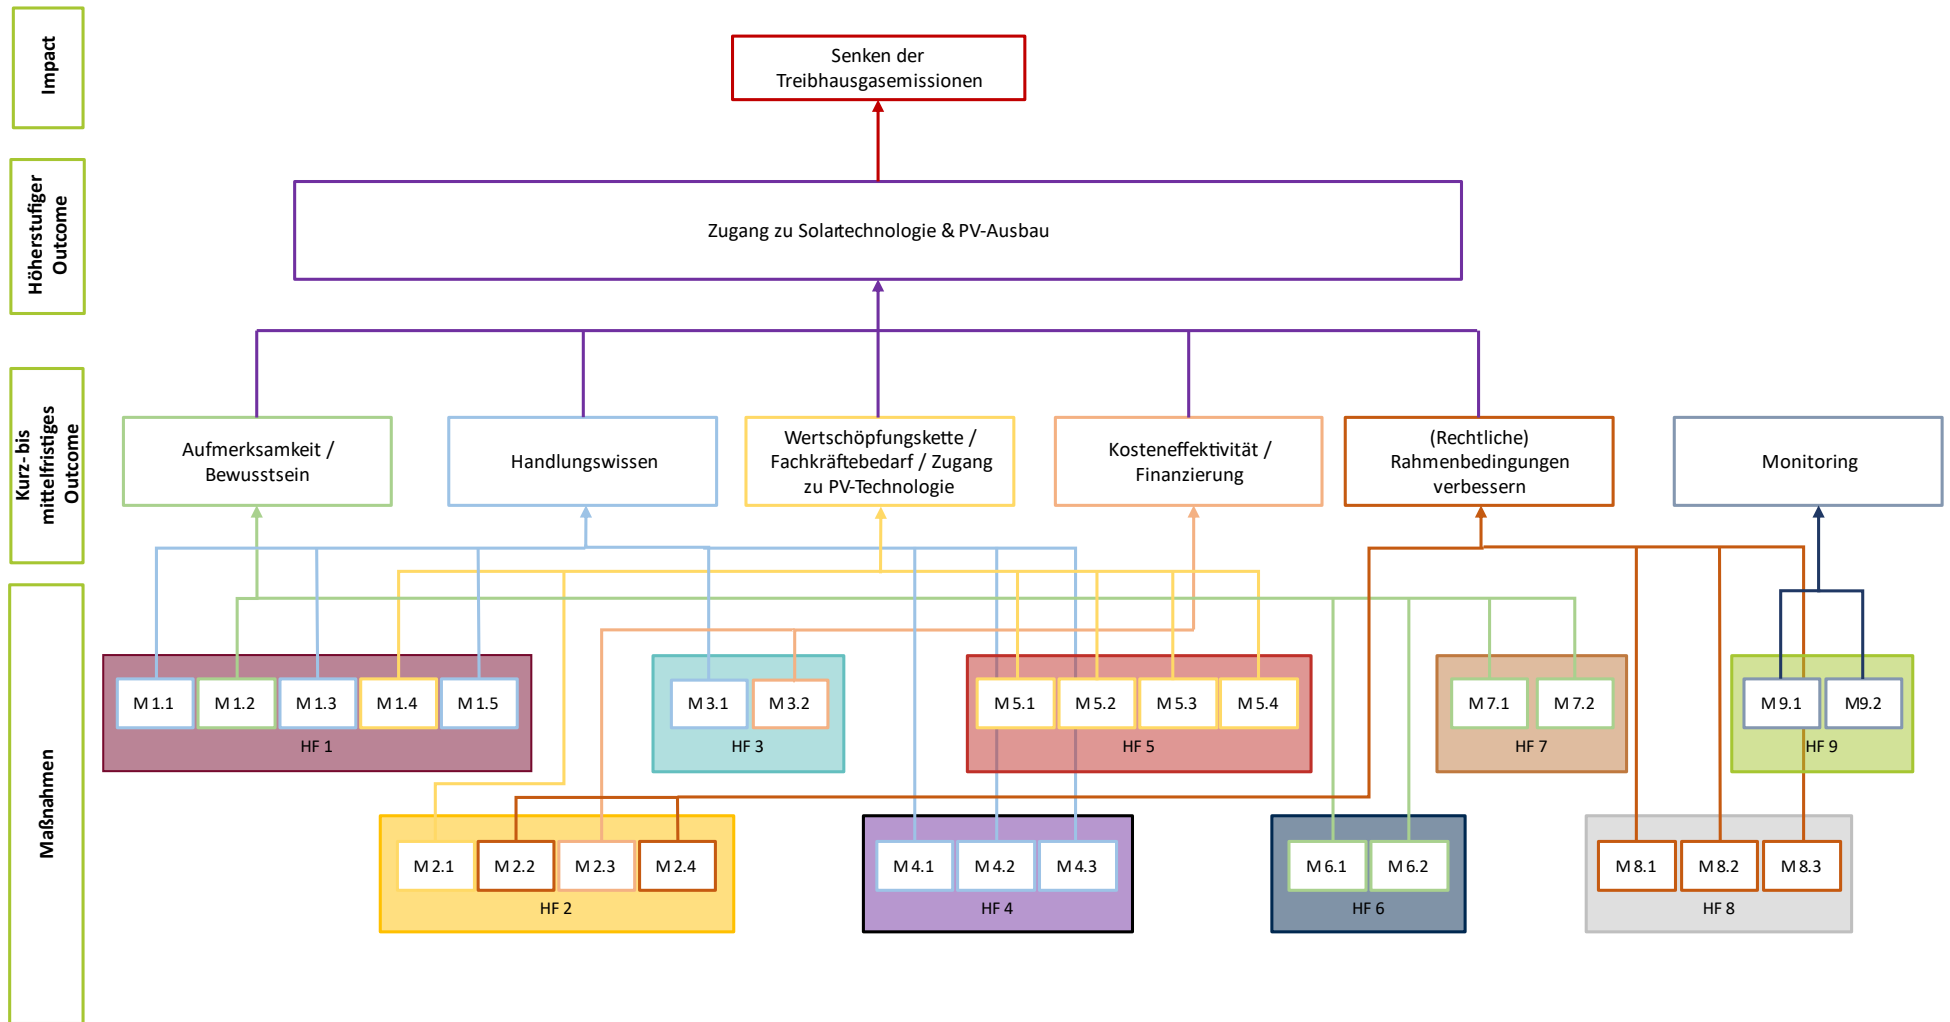 Impact
Senken der
Treibhausgasemissionen
Höherstufiger
Outcome
Zugang zu Solartechnologie & PV-Ausbau
Kurz- bis
mittelfristiges
Outcome
Aufmerksamkeit /
Bewusstsein
Handlungswissen
Wertschöpfungskette /
Fachkräftebedarf / Zugang
zu PV-Technologie
Kosteneffektivität /
Finanzierung
(Rechtliche)
Rahmenbedingungen
verbessern
Monitoring
Maßnahmen
M 1.1
M 1.2
M 1.3
M 1.4
M 1.5
HF 1
M 3.1
M 3.2
HF 3
M 5.1
M 5.2
M 5.3
M 5.4
HF 5
M 7.1
M 7.2
HF 7
M 9.1
M9.2
HF 9
M 2.1
M 2.2
M 2.3
M 2.4
HF 2
M 4.1
M 4.2
M 4.3
HF 4
M 6.1
M 6.2
HF 6
M 8.1
M 8.2
M 8.3
HF 8